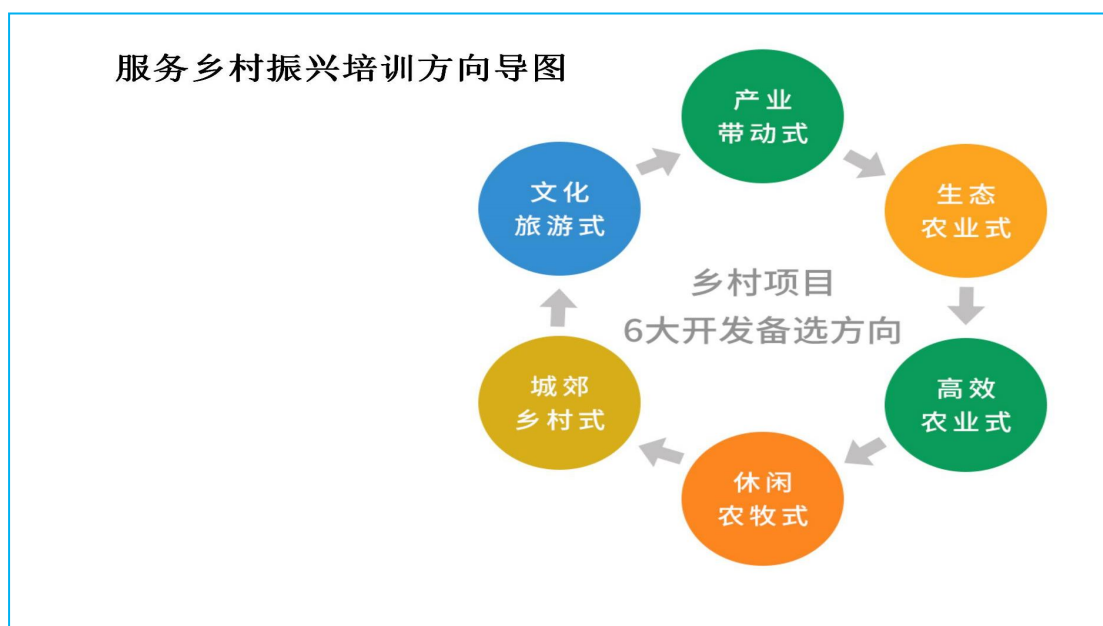 服务乡村振兴培训方向导图
产业
带动式
生态
农业式
高效
农业式
休闲
农牧式
城郊
乡村式
文化
旅游式
乡村项目
6大开发备选方向